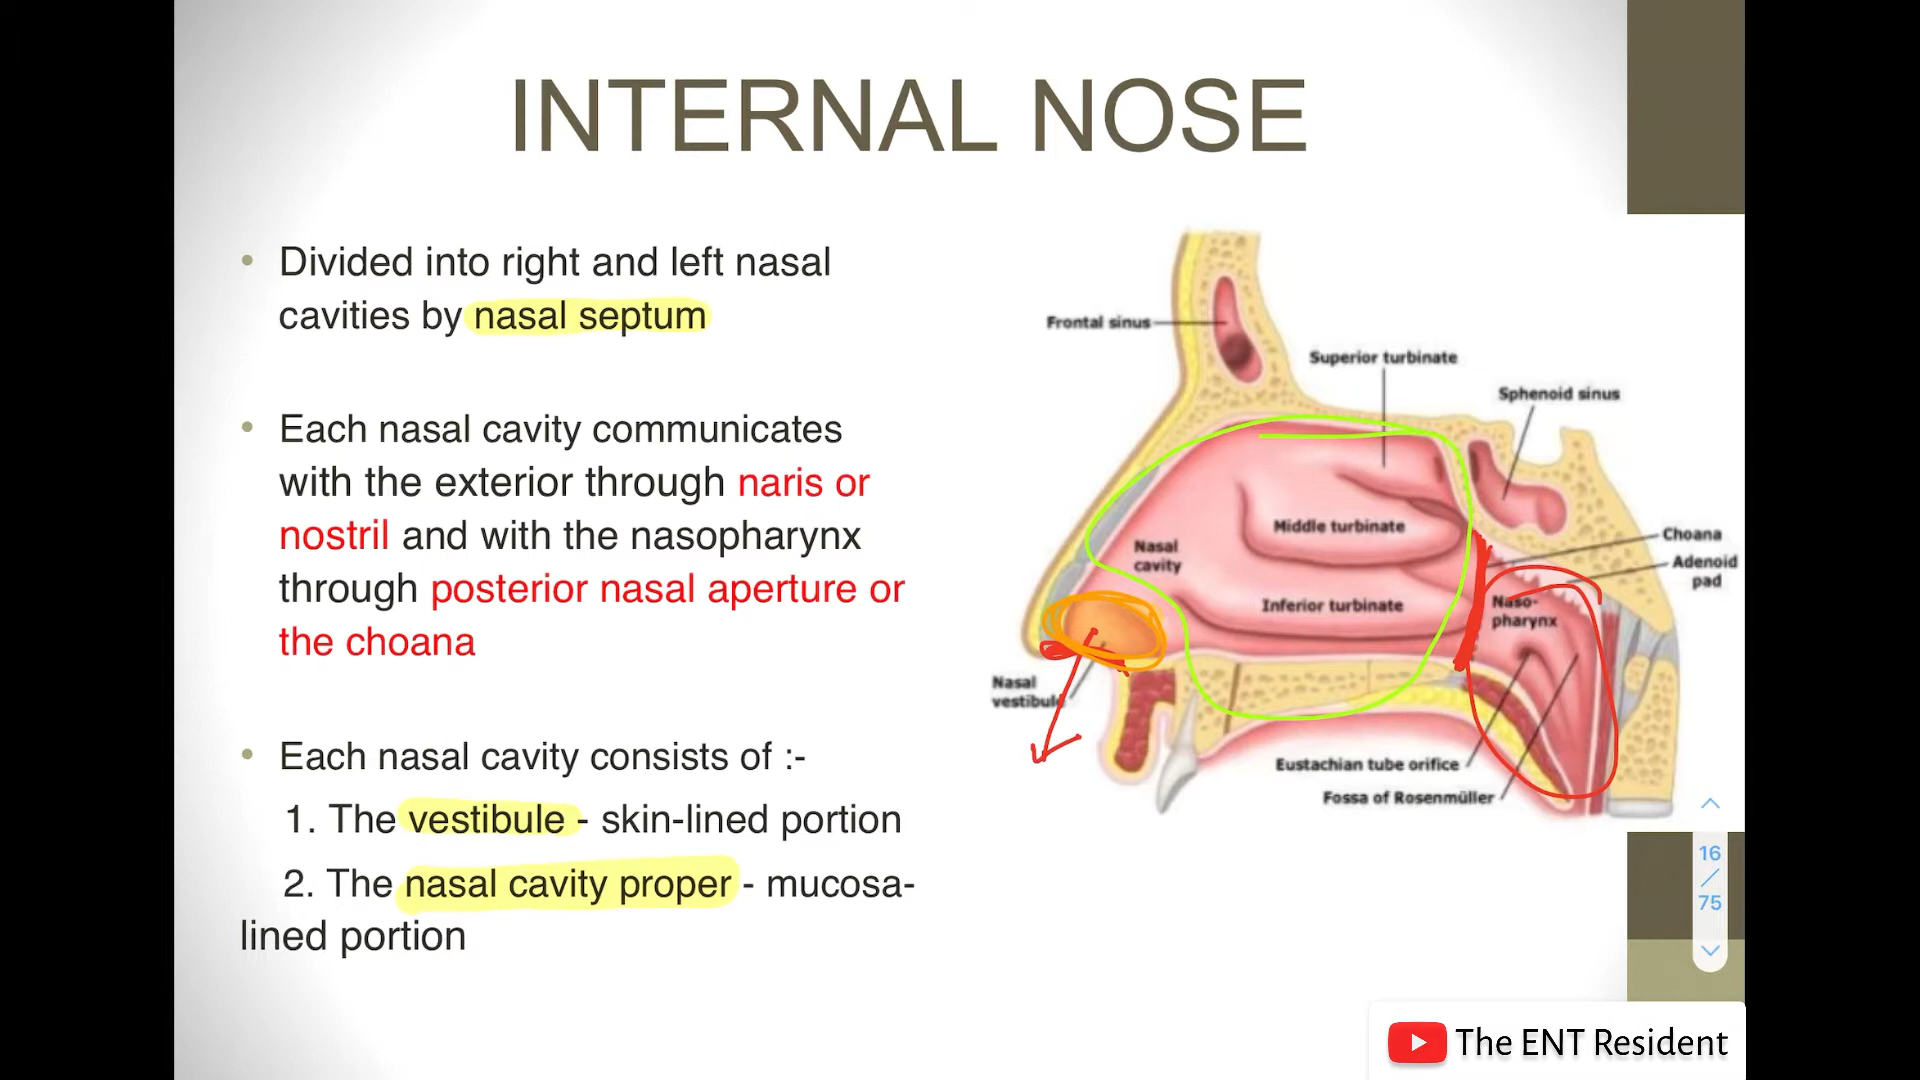 INTERNAL NOSE
• Divided into right and left nasal
cavities by nasal septum
• Each nasal cavity communicates
with the exterior through naris or
nostril and with the nasopharynx
through posterior nasal aperture or
the choana
• Each nasal cavity consists of :-
1. The vestibule - skin-lined portion
2. The nasal cavity proper - mucosa-
lined portion
Frontal sinus
Superior turbinate
Sphenoid sinus
Middle turbinate
Choana
Nasal
cavity
Adenoid
pad
Inferior turbinate
Naso-
pharynx
Nasal
vestibule
Eustachian tube orifice
Fossa of Rosenmüller
16
/
75
The ENT Resident